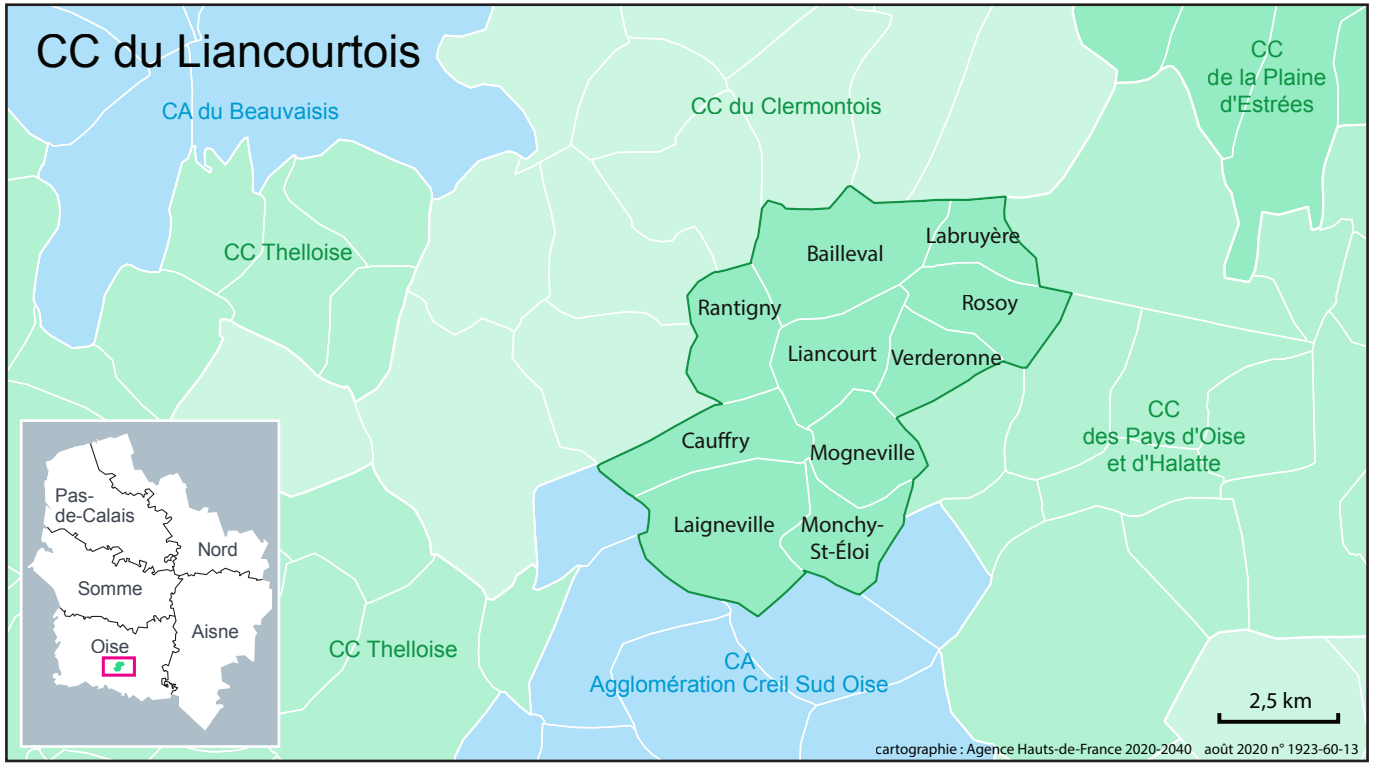 CC du Liancourtois
CA du Beauvaisis
CC du Clermontois
CC
de la Plaine
d'Estrées
CC Thelloise
Labruyère
Bailleval
Rantigny
Rosoy
Liancourt
Verderonne
CC
des Pays d'Oise
et d'Halatte
Cauffry
Mogneville
Laigneville
Monchy-
St-Éloi
Pas-
de-Calais
Nord
Somme
Aisne
Oise
CC Thelloise
CA
Agglomération Creil Sud Oise
2,5 km
cartographie : Agence Hauts-de-France 2020-2040 août 2020 n° 1923-60-13